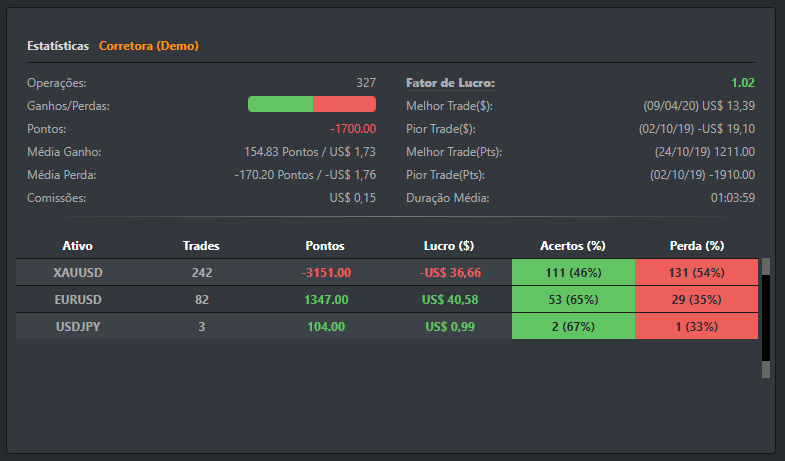 Estatísticas Corretora (Demo)
Operações: 327 Fator de Lucro: 1.02
Ganhos/Perdas: Melhor Trade($): (09/04/20) US$ 13,39
Pontos: -1700.00 Pior Trade($): (02/10/19) -US$ 19,10
Média Ganho: 154.83 Pontos / US$ 1,73 Melhor Trade(Pts): (24/10/19) 1211.00
Média Perda: -170.20 Pontos / -US$ 1,76 Pior Trade(Pts): (02/10/19) -1910.00
Comissões: US$ 0,15 Duração Média: 01:03:59
Ativo Trades Pontos Lucro ($) Acertos (%) Perda (%)
XAUUSD 242 -3151.00 -US$ 36,66 111 (46%) 131 (54%)
EURUSD 82 1347.00 US$ 40,58 53 (65%) 29 (35%)
USDJPY 3 104.00 US$ 0,99 2 (67%) 1 (33%)